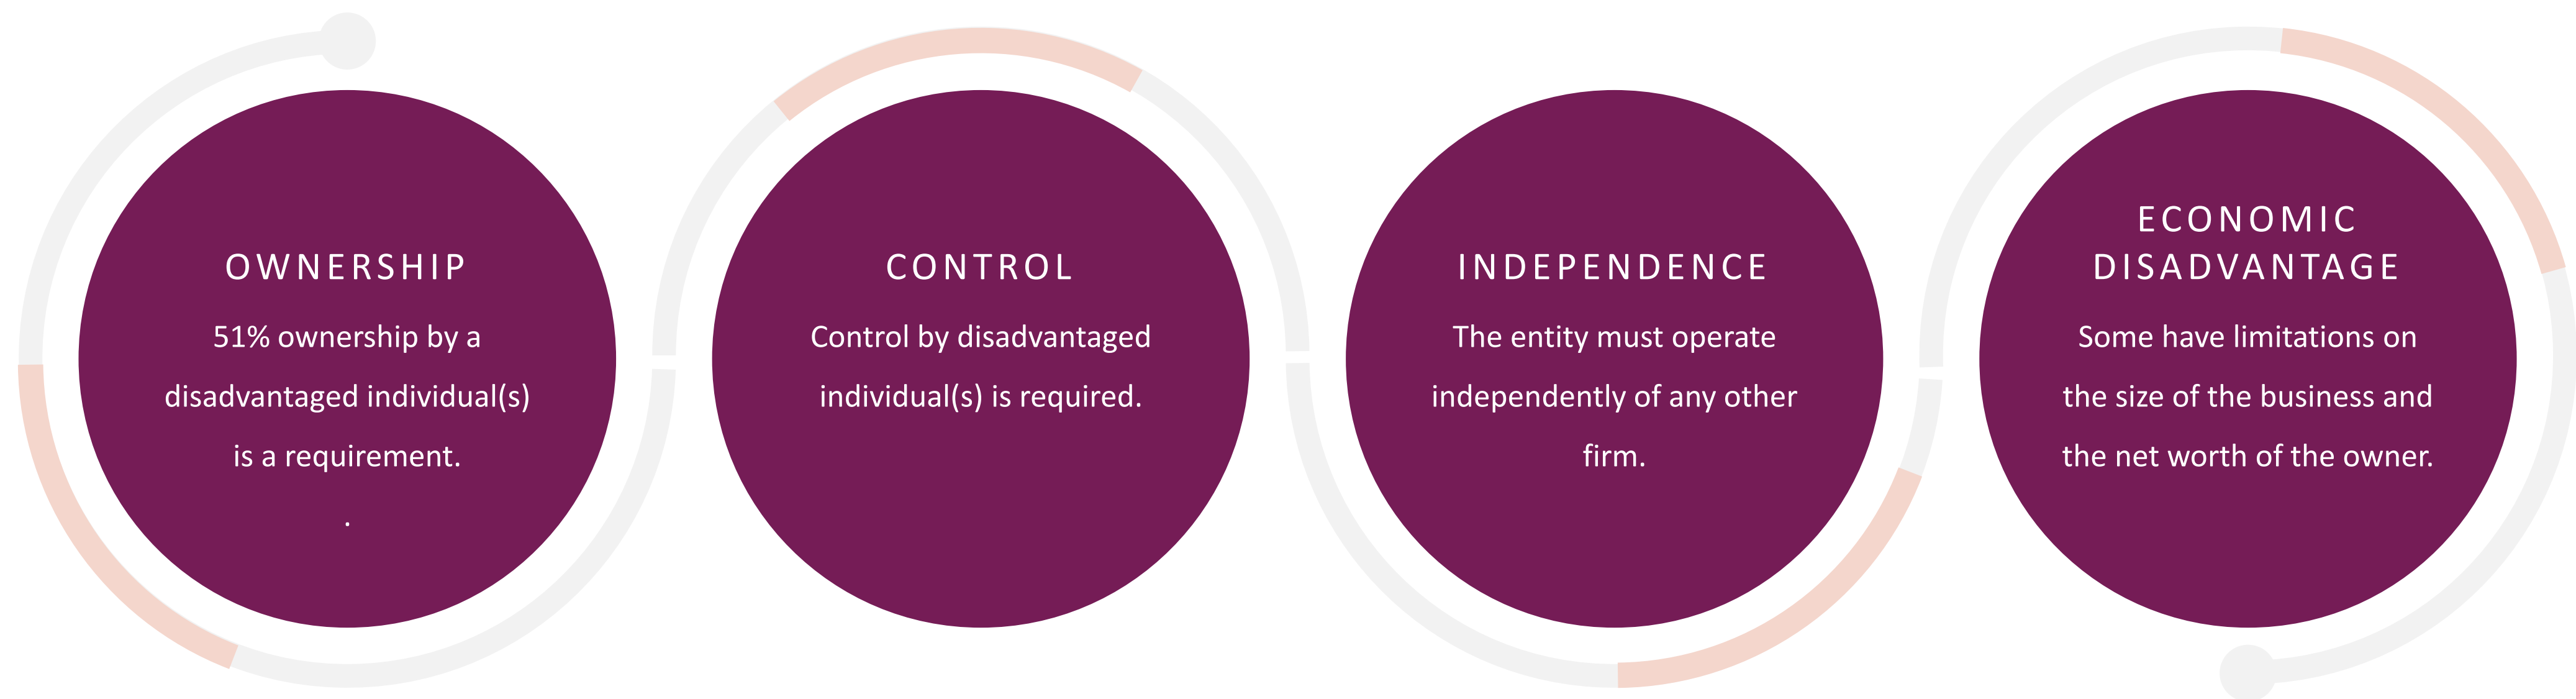 OWNERSHIP
51% ownership by a
disadvantaged individual(s)
is a requirement.
.
CONTROL
Control by disadvantaged
individual(s) is required.
INDEPENDENCE
The entity must operate
independently of any other
firm.
ECONOMIC
DISADVANTAGE
Some have limitations on
the size of the business and
the net worth of the owner.